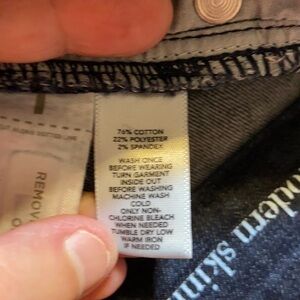 76% COTTON
22% POLYESTER
2% SPANDEX
WASH ONCE
BEFORE WEARING
TURN GARMENT
INSIDE OUT
BEFORE WASHING
MACHINE WASH
COLD
ONLY NON-
CHLORINE BLEACH
WHEN NEEDED
TUMBLE DRY LOW
WARM IRON
IF NEEDED
REMOV
odern skinn